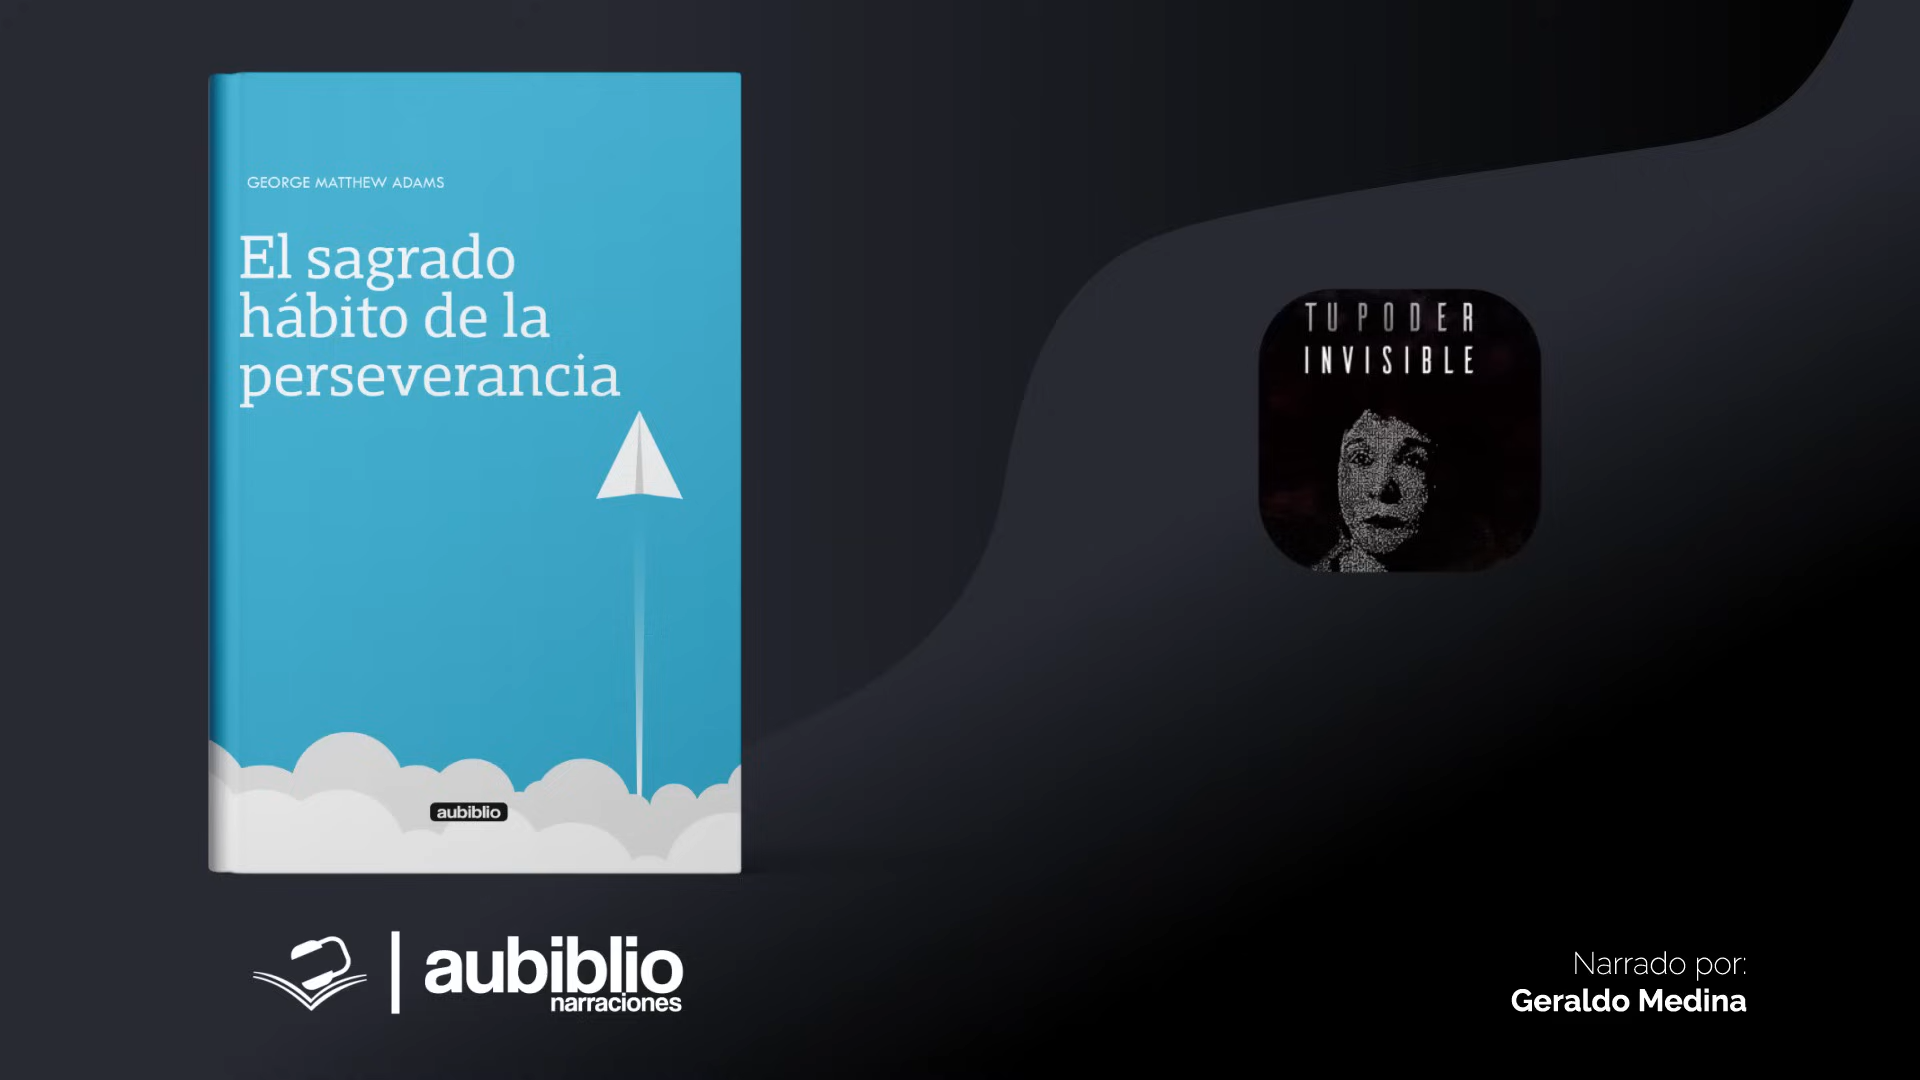 GEORGE MATTHEW ADAMS
El sagrado
hábito de la
perseverancia
aubiblio
TU PODER
INVISIBLE
aubiblio
narraciones
Narrado por:
Geraldo Medina